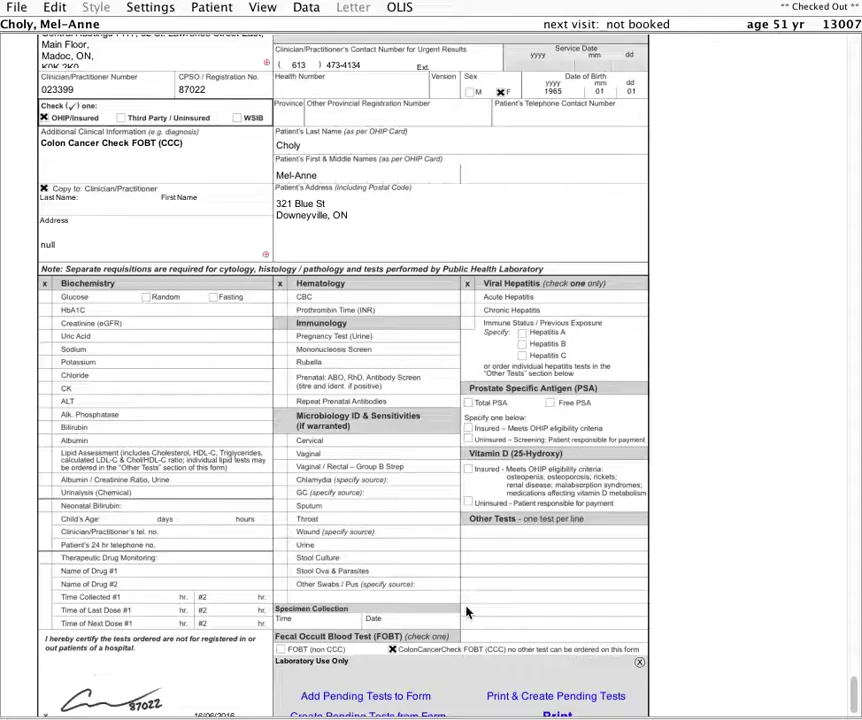 File Edit Style Settings Patient View Data Letter OLIS ** Checked Out **
Choly, Mel-Anne next visit: not booked age 51 yr 13007
Main Floor,
Madoc, ON,
K0K 2K0
Clinician/Practitioner's Contact Number for Urgent Results
( 613 ) 473-4134 Ext.
Service Date
yyyy mm dd
Clinician/Practitioner Number
023399
CPSO / Registration No.
87022
Health Number Version Sex
M F
Date of Birth
yyyy mm dd
1965 01 01
Check (✓) one:
OHIP/Insured Third Party / Uninsured WSIB
Province Other Provincial Registration Number Patient's Telephone Contact Number
Additional Clinical Information (e.g. diagnosis)
Colon Cancer Check FOBT (CCC)
Patient's Last Name (as per OHIP Card)
Choly
Patient's First & Middle Names (as per OHIP Card)
Mel-Anne
Copy to: Clinician/Practitioner
Last Name: First Name
Address
null
Patient's Address (including Postal Code)
321 Blue St
Downeyville, ON
Note: Separate requisitions are required for cytology, histology / pathology and tests performed by Public Health Laboratory
x Biochemistry
Glucose Random Fasting
HbA1C
Creatinine (eGFR)
Uric Acid
Sodium
Potassium
Chloride
CK
ALT
Alk. Phosphatase
Bilirubin
Albumin
Lipid Assessment (includes Cholesterol, HDL-C, Triglycerides,
calculated LDL-C & Chol/HDL-C ratio; individual lipid tests may
be ordered in the "Other Tests" section of this form)
Albumin / Creatinine Ratio, Urine
Urinalysis (Chemical)
Neonatal Bilirubin:
Child's Age: days hours
Clinician/Practitioner's tel. no.
Patient's 24 hr telephone no.
Therapeutic Drug Monitoring:
Name of Drug #1
Name of Drug #2
Time Collected #1 hr. #2 hr.
Time of Last Dose #1 hr. #2 hr.
Time of Next Dose #1 hr. #2 hr.
I hereby certify the tests ordered are not for registered in or
out patients of a hospital.
87022
x 16/06/2016
x Hematology
CBC
Prothrombin Time (INR)
Immunology
Pregnancy Test (Urine)
Mononucleosis Screen
Rubella
Prenatal: ABO, RhD, Antibody Screen
(titre and ident. if positive)
Repeat Prenatal Antibodies
Microbiology ID & Sensitivities
(if warranted)
Cervical
Vaginal
Vaginal / Rectal – Group B Strep
Chlamydia (specify source):
GC (specify source):
Sputum
Throat
Wound (specify source):
Urine
Stool Culture
Stool Ova & Parasites
Other Swabs / Pus (specify source):
Specimen Collection
Time Date
Fecal Occult Blood Test (FOBT) (check one)
FOBT (non CCC) ColonCancerCheck FOBT (CCC) no other test can be ordered on this form
Laboratory Use Only
x Viral Hepatitis (check one only)
Acute Hepatitis
Chronic Hepatitis
Immune Status / Previous Exposure
Specify: Hepatitis A
Hepatitis B
Hepatitis C
or order individual hepatitis tests in the
"Other Tests" section below
Prostate Specific Antigen (PSA)
Total PSA Free PSA
Specify one below:
Insured – Meets OHIP eligibility criteria
Uninsured – Screening: Patient responsible for payment
Vitamin D (25-Hydroxy)
Insured - Meets OHIP eligibility criteria:
osteopenia; osteoporosis; rickets;
renal disease; malabsorption syndromes;
medications affecting vitamin D metabolism
Uninsured - Patient responsible for payment
Other Tests - one test per line
Add Pending Tests to Form Print & Create Pending Tests
Create Pending Tests from Form Print